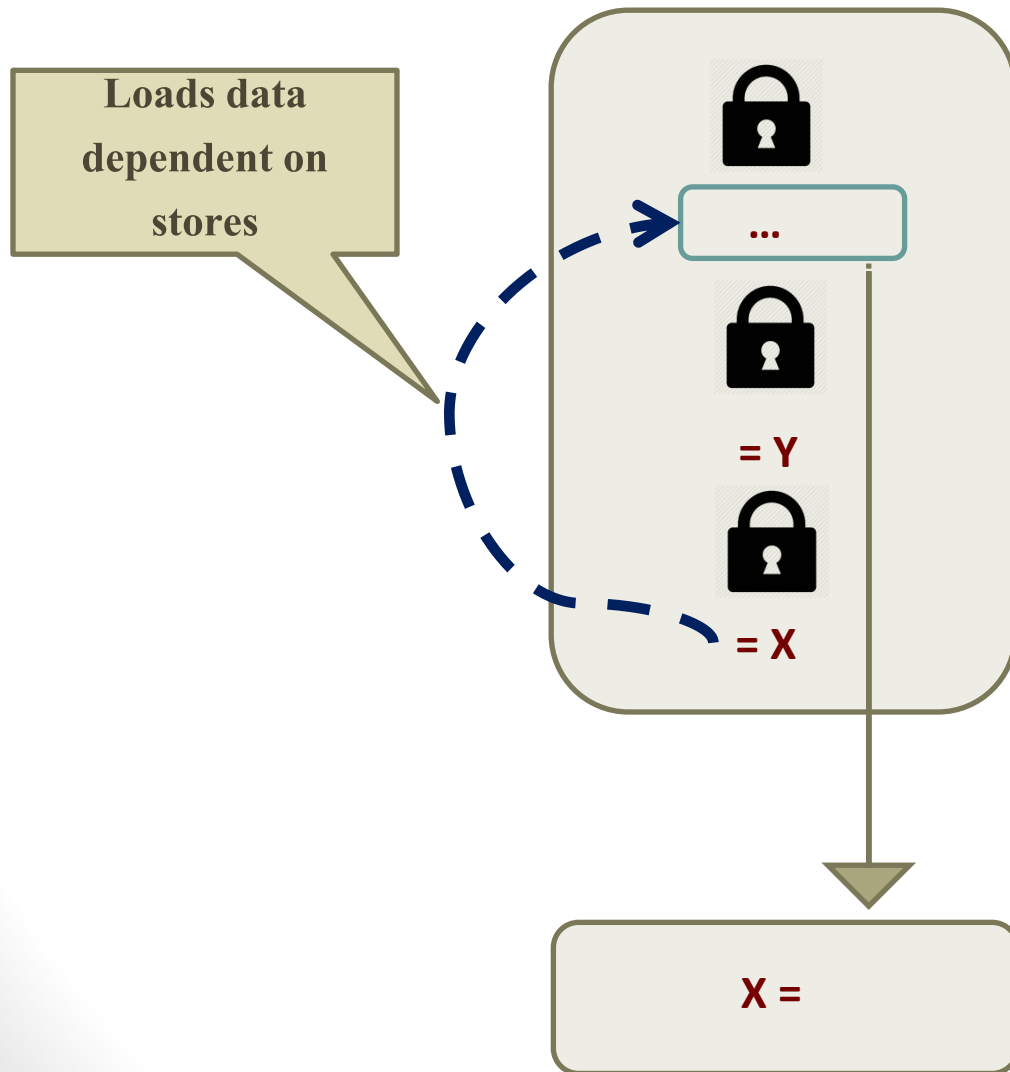 Loads data
dependent on
stores
...
= Y
= X
X =